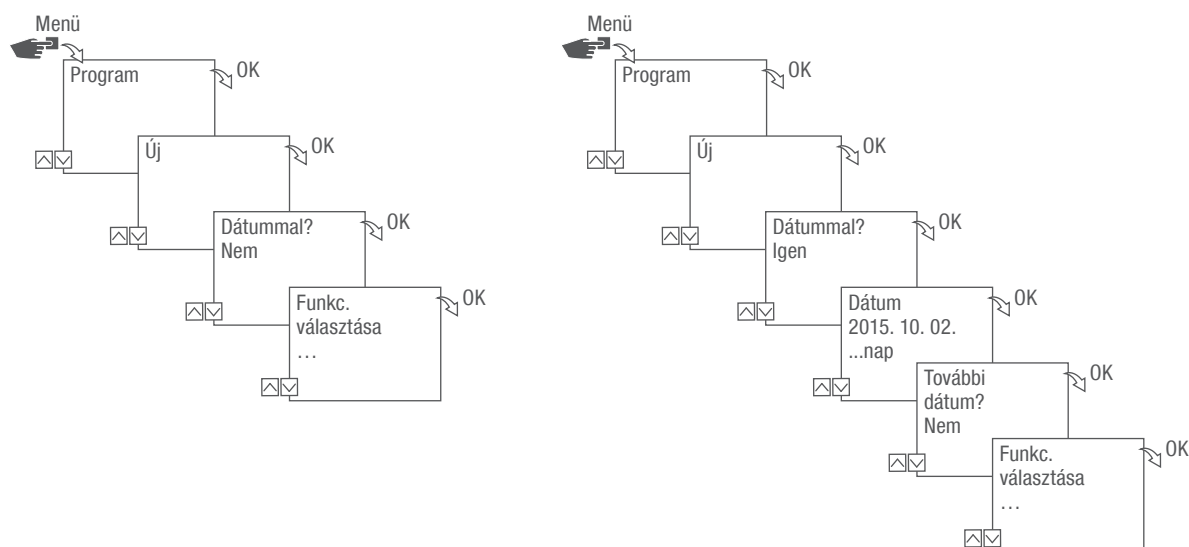 Menü
Program
OK
Új
OK
Dátummal?
Nem
OK
Funkc.
választása
…
OK
Menü
Program
OK
Új
OK
Dátummal?
Igen
OK
Dátum
2015. 10. 02.
...nap
OK
További
dátum?
Nem
OK
Funkc.
választása
…
OK